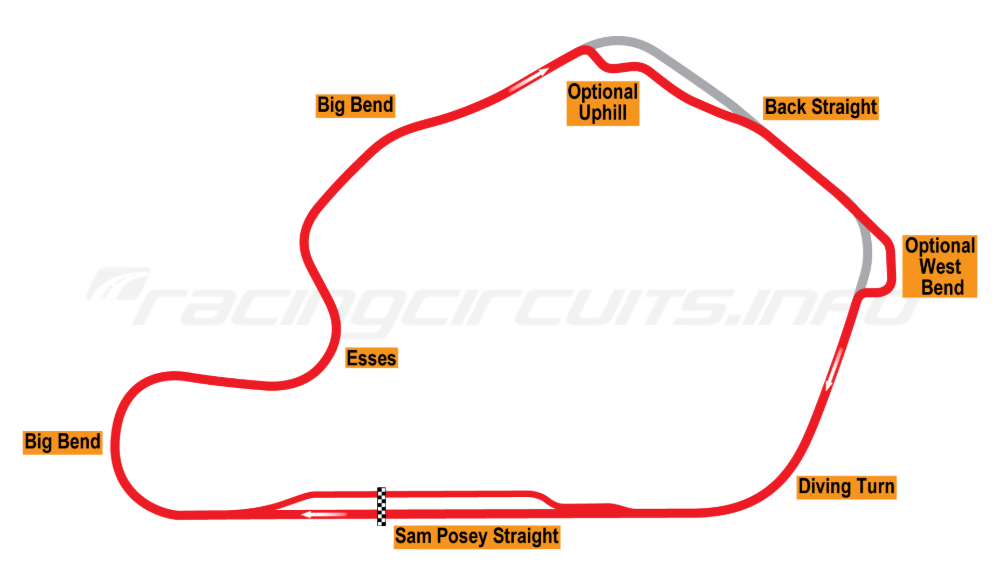 Big Bend
Optional
Uphill
Back Straight
Optional
West
Bend
racingcircuits.info
Esses
Big Bend
Diving Turn
Sam Posey Straight